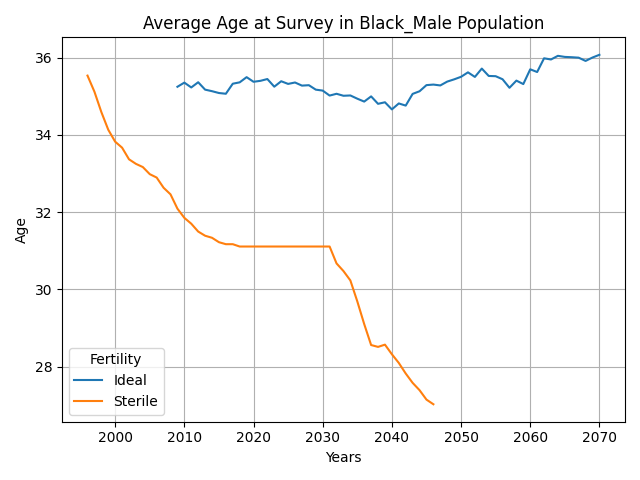 Average Age at Survey in Black_Male Population
Age
36
34
32
30
28
Fertility
Ideal
Sterile
2000 2010 2020 2030 2040 2050 2060 2070
Years